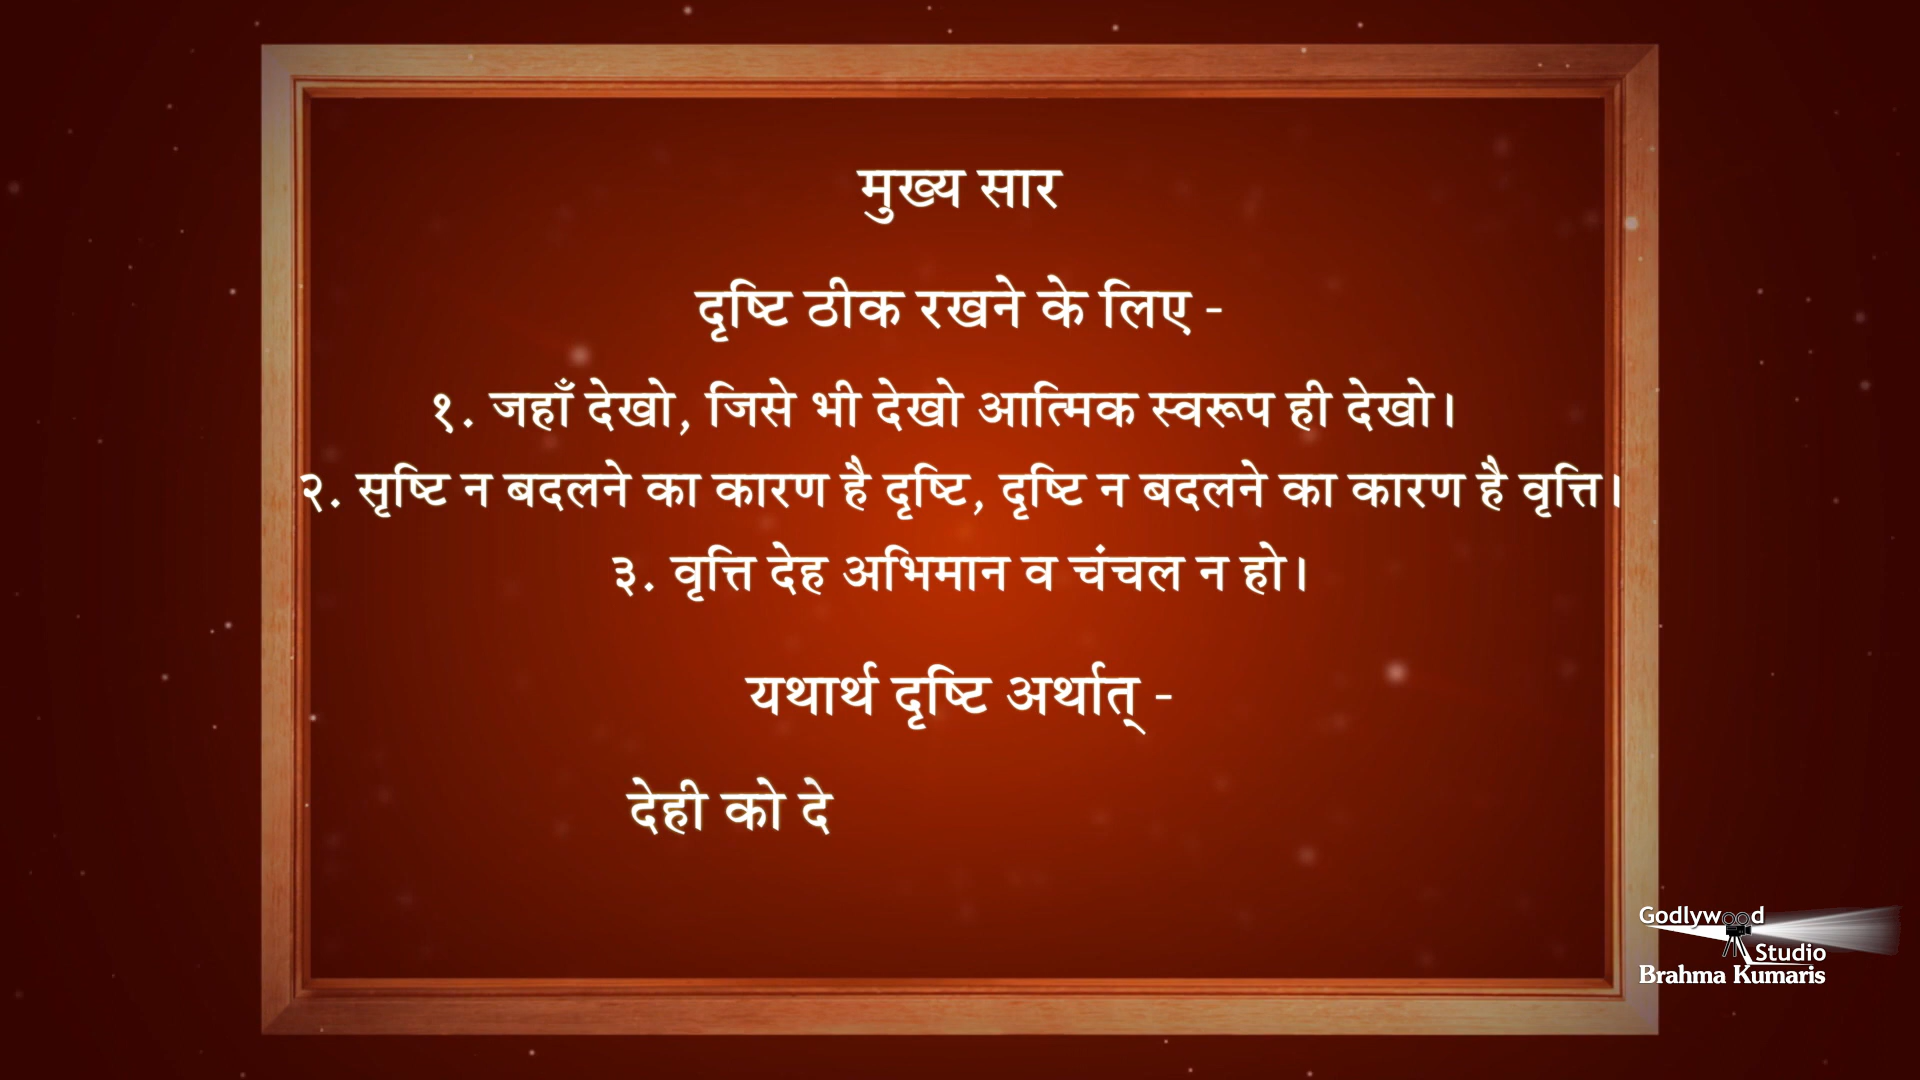 मुख्य सार
दृष्टि ठीक रखने के लिए -
१. जहाँ देखो, जिसे भी देखो आत्मिक स्वरूप ही देखो।
२. सृष्टि न बदलने का कारण है दृष्टि, दृष्टि न बदलने का कारण है वृत्ति।
३. वृत्ति देह अभिमान व चंचल न हो।
यथार्थ दृष्टि अर्थात् -
देही को दे
Godlywood
Studio
Brahma Kumaris